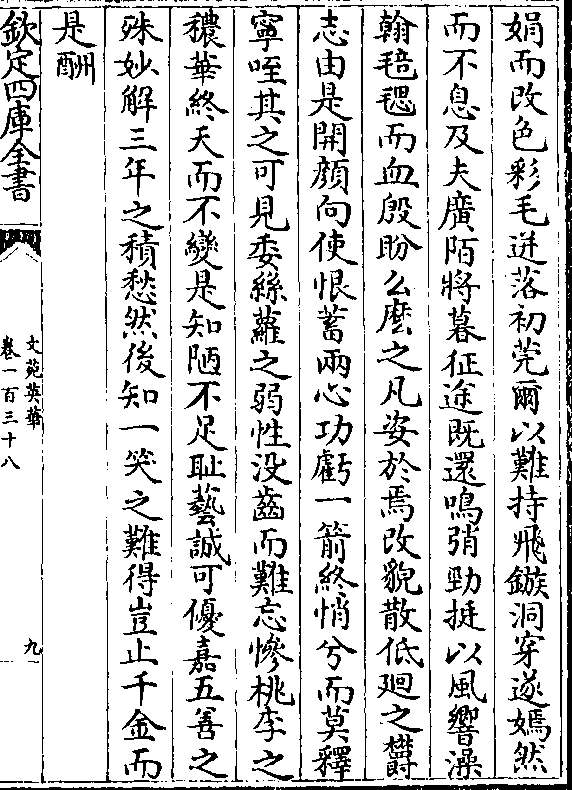 娟而改色彩毛迸落初莞爾以難持飛鏃洞穿遂嫣然
而不息及夫廣陌將暮征途既還鳴弰勁挺以風響澡
翰毰毸而血殷盼么麽之凡姿於焉改貌散低迴之欝
志由是開顔向使恨蓄兩心功虧一箭終悄兮而莫釋
寧咥其之可見委絲蘿之弱性没齒而難忘慘桃李之
穠華終天而不變是知陋不足耻藝誠可優嘉五善之
殊妙解三年之積愁然後知一笑之難得豈止千金而
是酬
欽定四庫全書
文苑英華
卷一百三十八
九